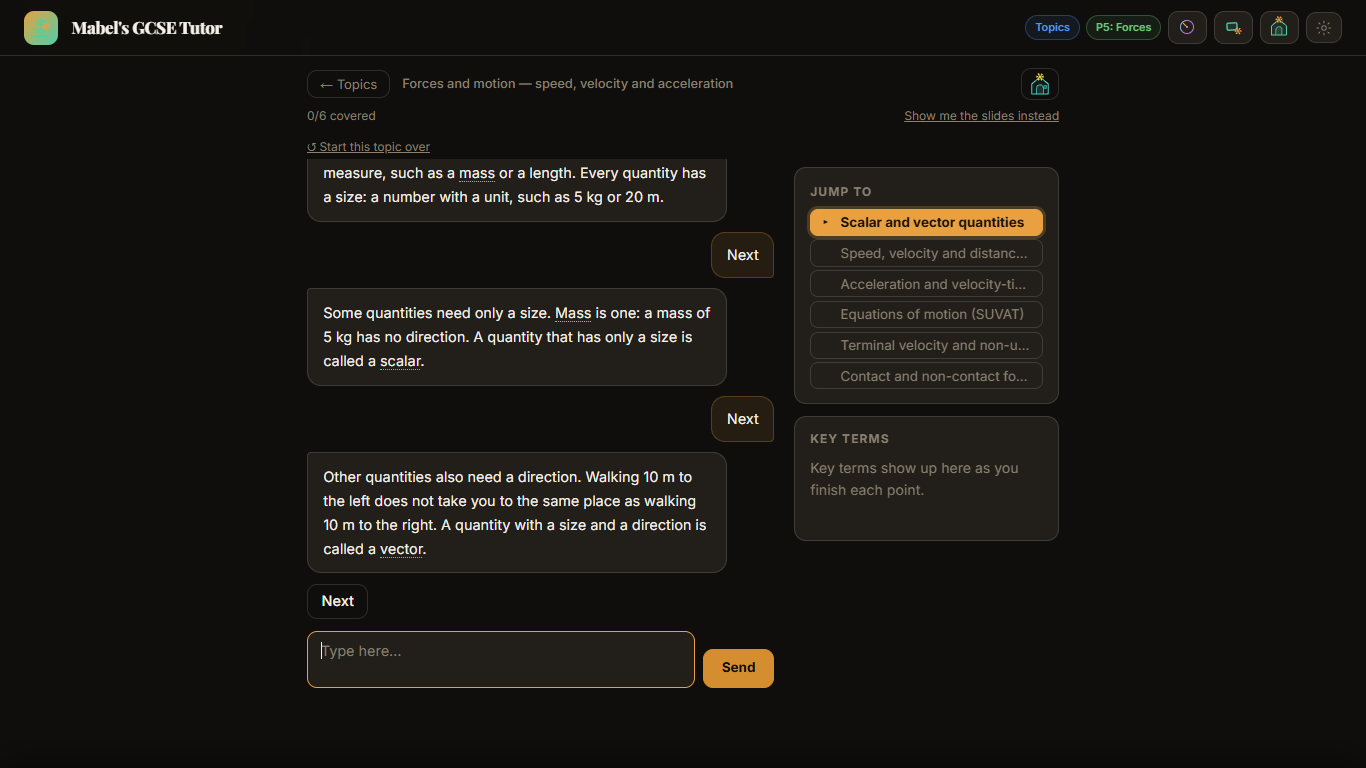 Mabel's GCSE Tutor
Topics
P5: Forces
← Topics
Forces and motion — speed, velocity and acceleration
0/6 covered
Show me the slides instead
↺ Start this topic over
measure, such as a mass or a length. Every quantity has
a size: a number with a unit, such as 5 kg or 20 m.
Next
Some quantities need only a size. Mass is one: a mass of
5 kg has no direction. A quantity that has only a size is
called a scalar.
Next
Other quantities also need a direction. Walking 10 m to
the left does not take you to the same place as walking
10 m to the right. A quantity with a size and a direction is
called a vector.
Next
Type here...
Send
JUMP TO
Scalar and vector quantities
Speed, velocity and distanc...
Acceleration and velocity-ti...
Equations of motion (SUVAT)
Terminal velocity and non-u...
Contact and non-contact fo...
KEY TERMS
Key terms show up here as you
finish each point.